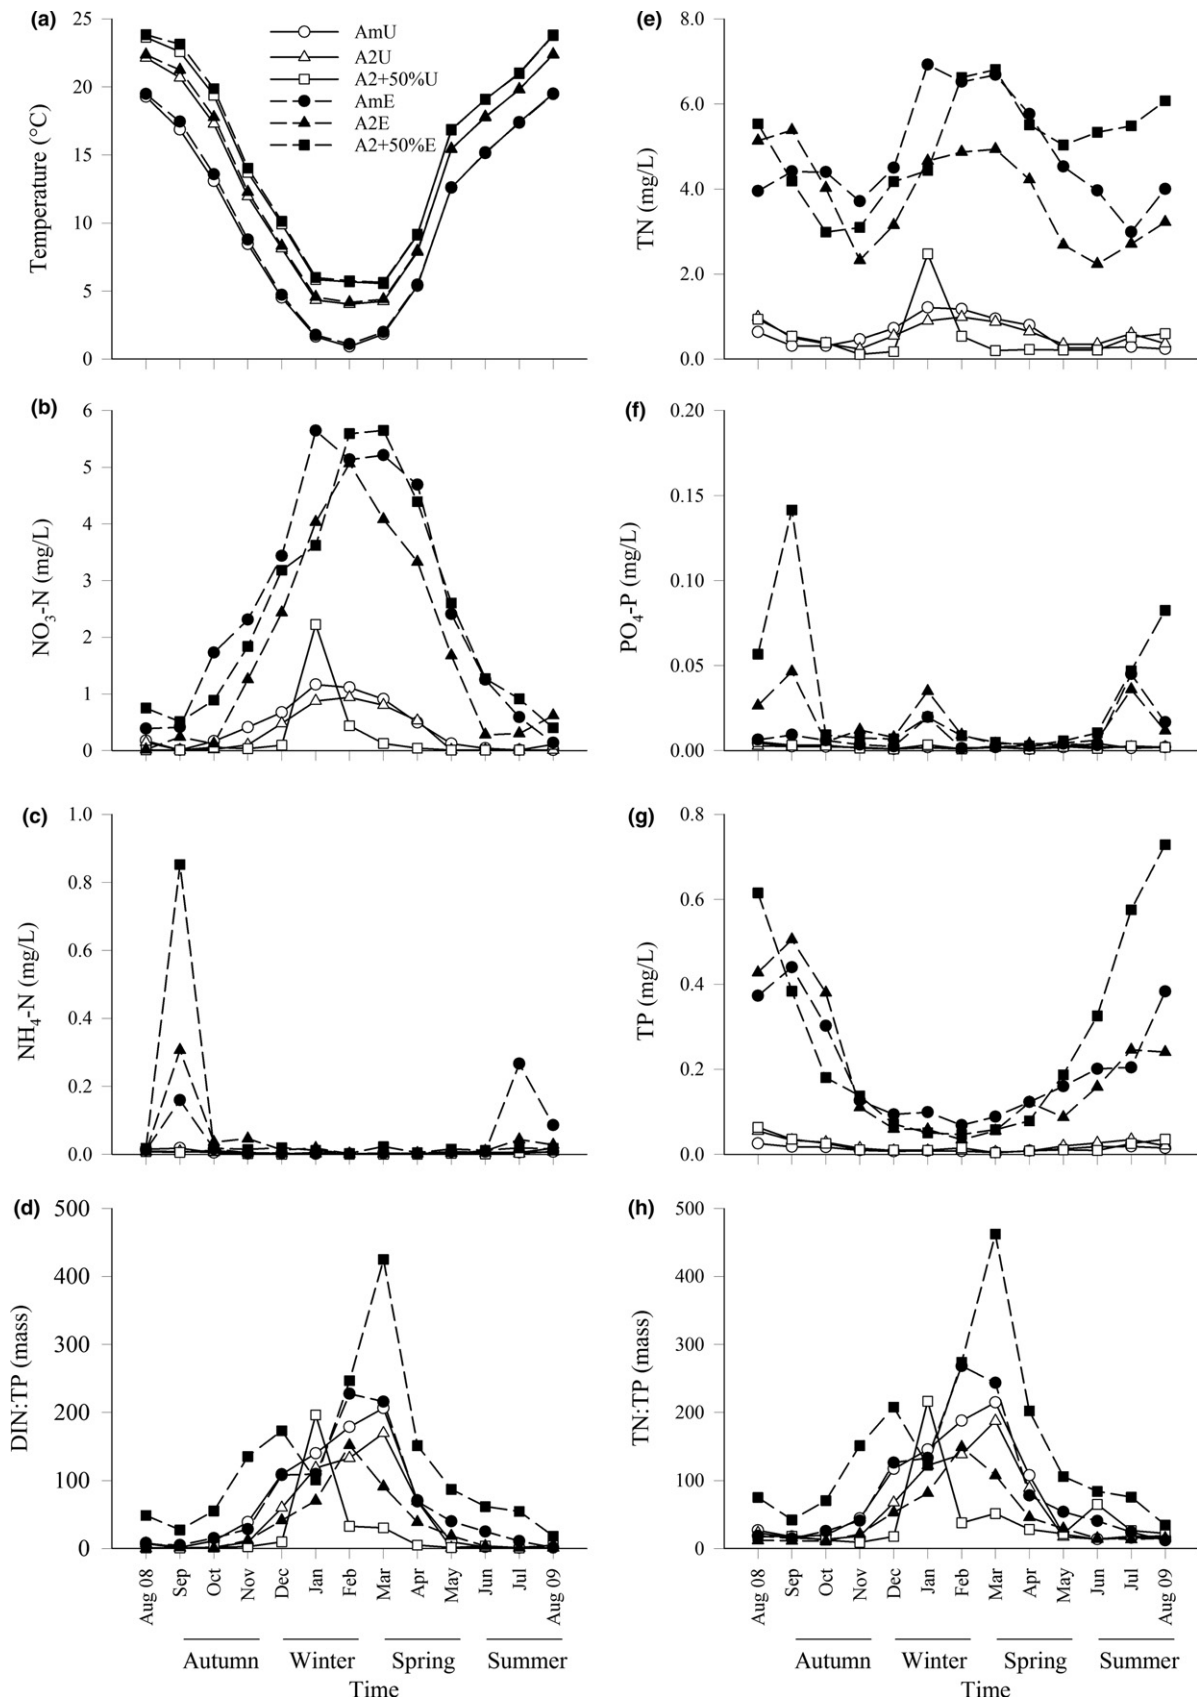 (a)
25
20
15
10
5
0
Temperature (°C)
AmU
A2U
A2+50%U
AmE
A2E
A2+50%E
(e)
8.0
6.0
4.0
2.0
0.0
TN (mg/L)
(b)
6
5
4
3
2
1
0
NO3-N (mg/L)
(f)
0.20
0.15
0.10
0.05
0.00
PO4-P (mg/L)
(c)
1.0
0.8
0.6
0.4
0.2
0.0
NH4-N (mg/L)
(g)
0.8
0.6
0.4
0.2
0.0
TP (mg/L)
(d)
500
400
300
200
100
0
DIN:TP (mass)
Aug 08 Sep Oct Nov Dec Jan Feb Mar Apr May Jun Jul Aug 09
Autumn Winter Spring Summer
Time
(h)
500
400
300
200
100
0
TN:TP (mass)
Aug 08 Sep Oct Nov Dec Jan Feb Mar Apr May Jun Jul Aug 09
Autumn Winter Spring Summer
Time